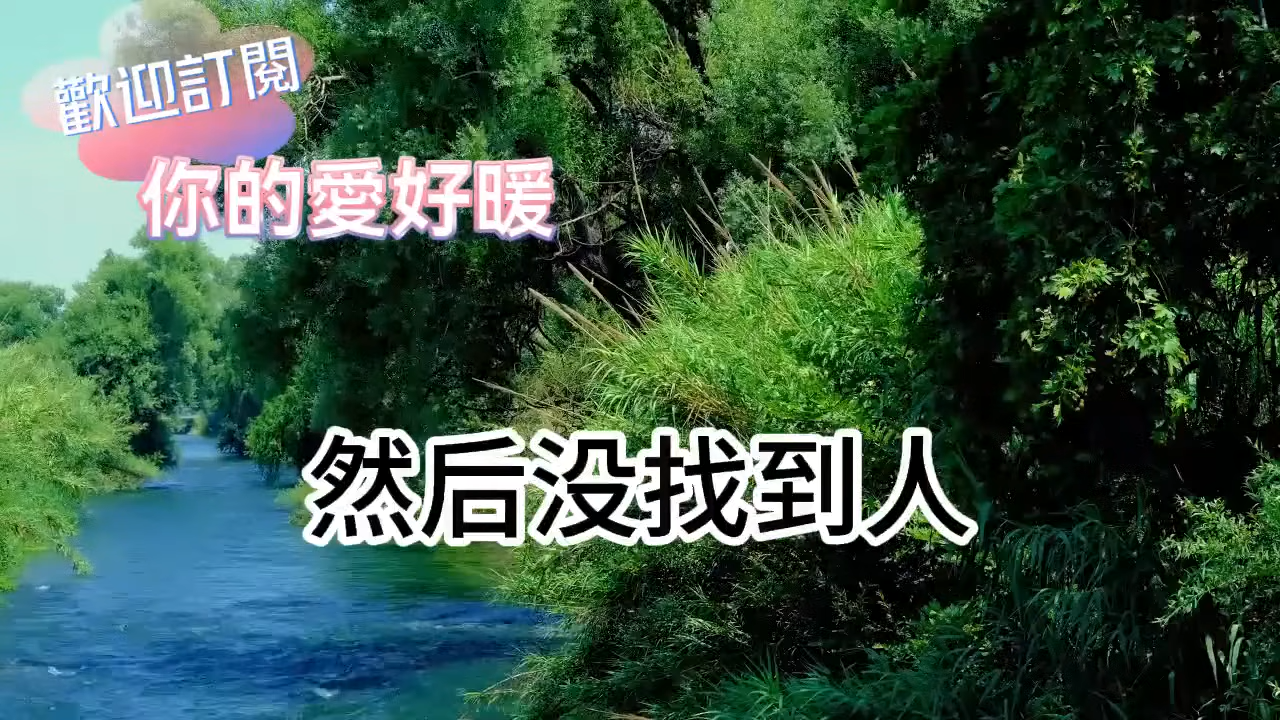 歡迎訂閱
你的愛好暖
然后没找到人